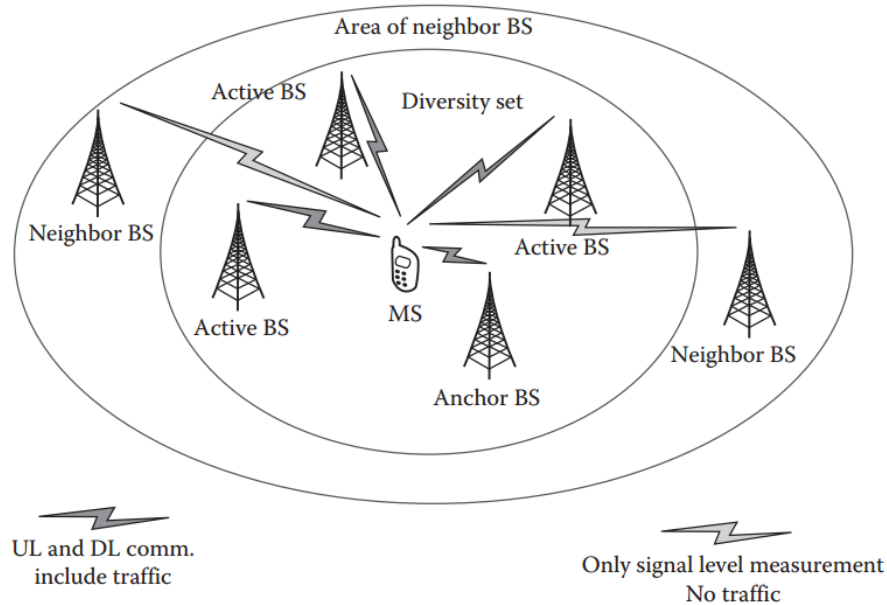 Area of neighbor BS
Active BS
Diversity set
Neighbor BS
Active BS
Active BS
MS
Neighbor BS
Anchor BS
UL and DL comm.
include traffic
Only signal level measurement
No traffic